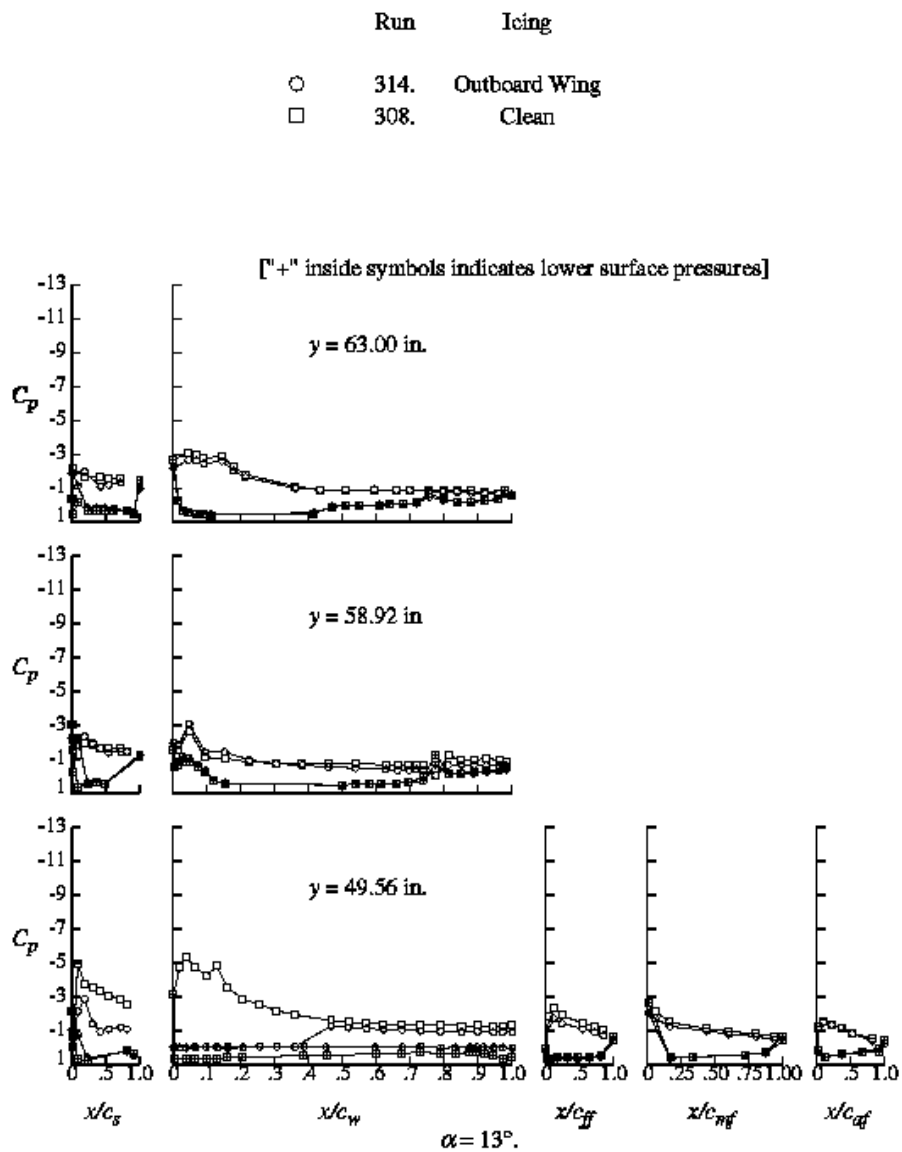 Run Icing
314. Outboard Wing
308. Clean
["+" inside symbols indicates lower surface pressures]
-13
-11
-9
y = 63.00 in.
-7
C_p
-5
-3
-1
1
-13
-11
-9
y = 58.92 in
-7
C_p
-5
-3
-1
1
-13
-11
-9
y = 49.56 in.
-7
C_p
-5
-3
-1
1
0 .5 1.0 0 .1 .2 .3 .4 .5 .6 .7 .8 .9 1.0 0 .5 1.0 0 .25 .50 .75 1.00 0 .5 1.0
x/c_s x/c_w x/c_ff x/c_mf x/c_af
α = 13°.